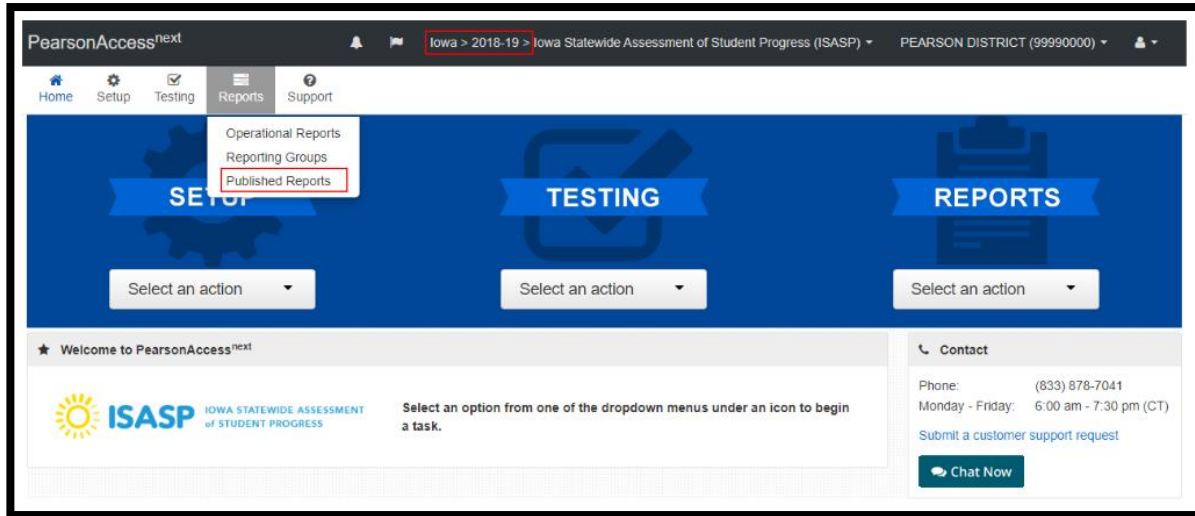 PearsonAccessnext
Iowa > 2018-19 > Iowa Statewide Assessment of Student Progress (ISASP)
PEARSON DISTRICT (99990000)
Home
Setup
Testing
Reports
Support
Operational Reports
Reporting Groups
Published Reports
SETUP
TESTING
REPORTS
Select an action
Select an action
Select an action
Welcome to PearsonAccessnext
ISASP
IOWA STATEWIDE ASSESSMENT
of STUDENT PROGRESS
Select an option from one of the dropdown menus under an icon to begin
a task.
Contact
Phone: (833) 878-7041
Monday - Friday: 6:00 am - 7:30 pm (CT)
Submit a customer support request
Chat Now